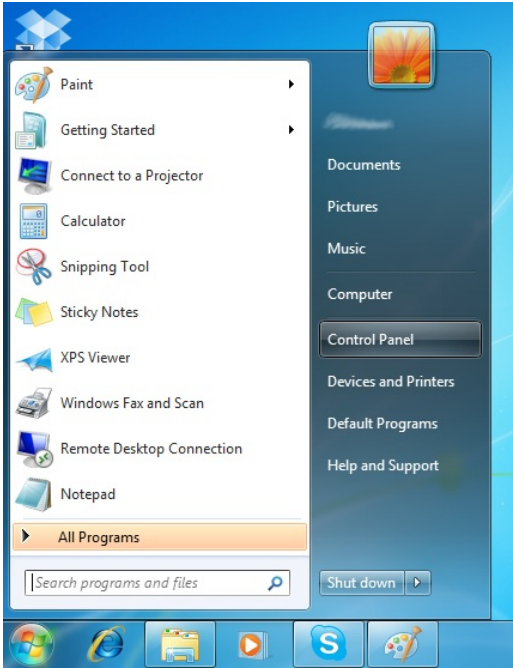 Paint
Getting Started
Connect to a Projector
Calculator
Snipping Tool
Sticky Notes
XPS Viewer
Windows Fax and Scan
Remote Desktop Connection
Notepad
All Programs
Search programs and files
Documents
Pictures
Music
Computer
Control Panel
Devices and Printers
Default Programs
Help and Support
Shut down